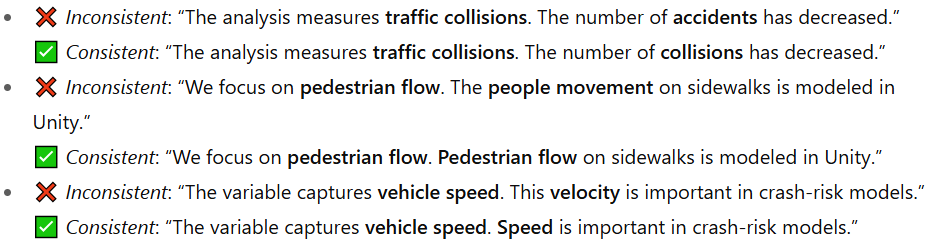 • ❌ Inconsistent: “The analysis measures traffic collisions. The number of accidents has decreased.”
✅ Consistent: “The analysis measures traffic collisions. The number of collisions has decreased.”
• ❌ Inconsistent: “We focus on pedestrian flow. The people movement on sidewalks is modeled in
Unity.”
✅ Consistent: “We focus on pedestrian flow. Pedestrian flow on sidewalks is modeled in Unity.”
• ❌ Inconsistent: “The variable captures vehicle speed. This velocity is important in crash-risk models.”
✅ Consistent: “The variable captures vehicle speed. Speed is important in crash-risk models.”